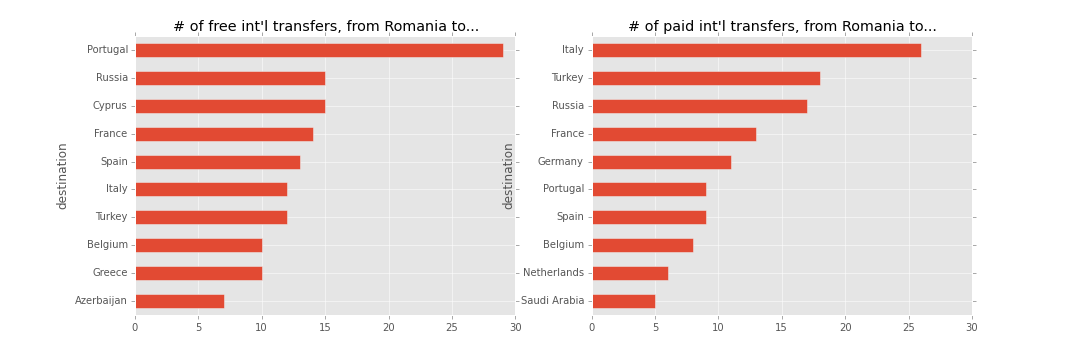 # of free int'l transfers, from Romania to...
destination
Portugal
Russia
Cyprus
France
Spain
Italy
Turkey
Belgium
Greece
Azerbaijan
0 5 10 15 20 25 30
# of paid int'l transfers, from Romania to...
destination
Italy
Turkey
Russia
France
Germany
Portugal
Spain
Belgium
Netherlands
Saudi Arabia
0 5 10 15 20 25 30